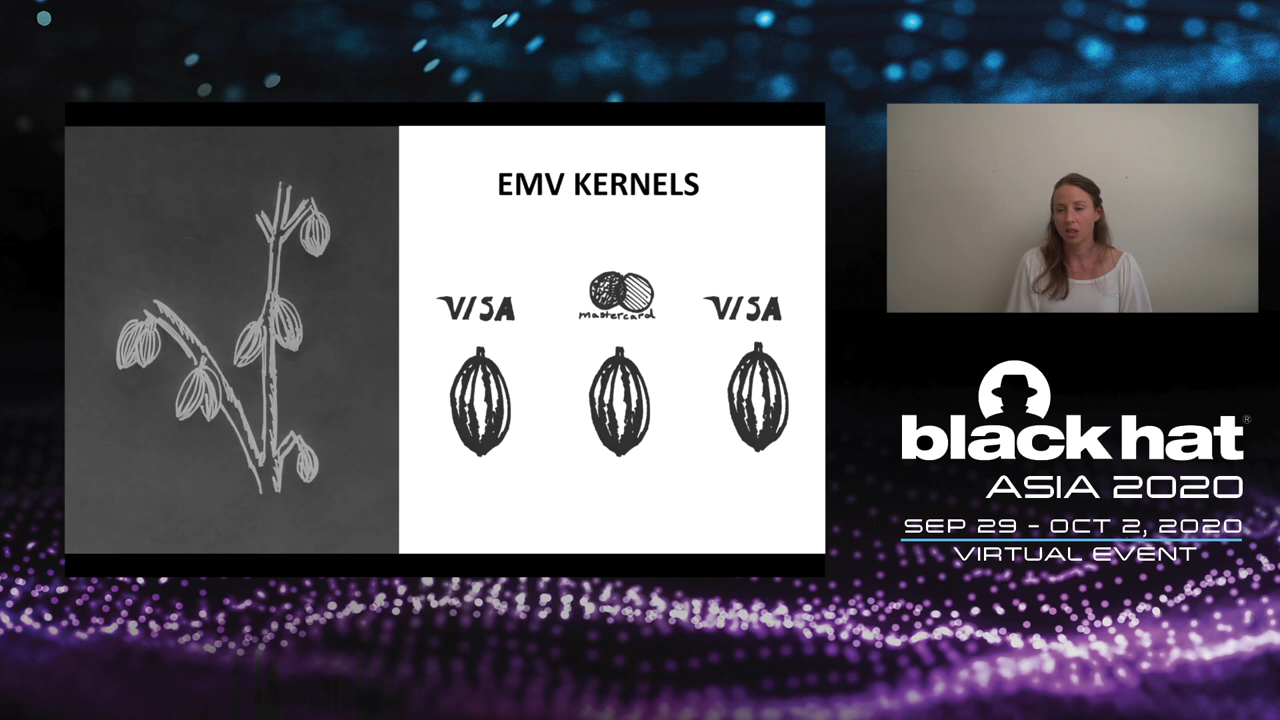 EMV KERNELS
VISA
mastercard
VISA
black hat®
ASIA 2020
SEP 29 - OCT 2, 2020
VIRTUAL EVENT